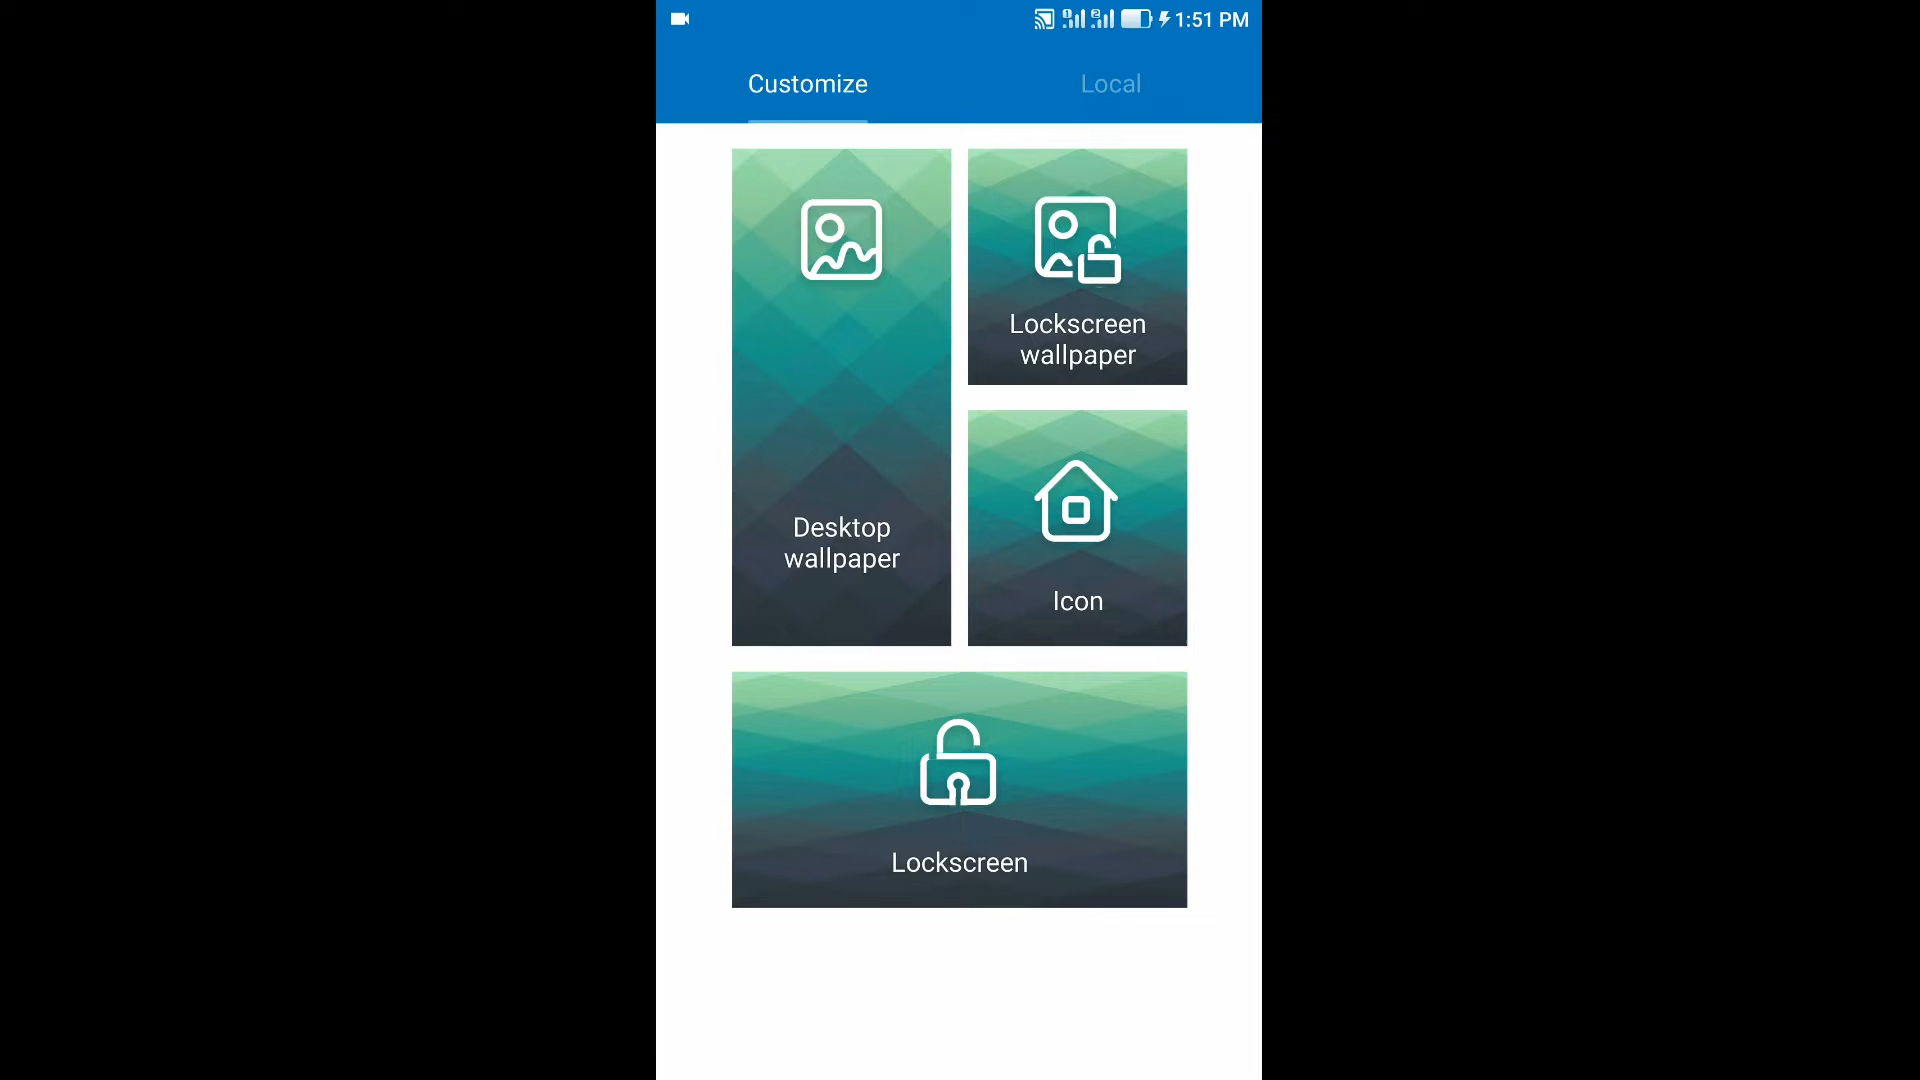 1:51 PM
Customize
Local
Desktop
wallpaper
Lockscreen
wallpaper
Icon
Lockscreen